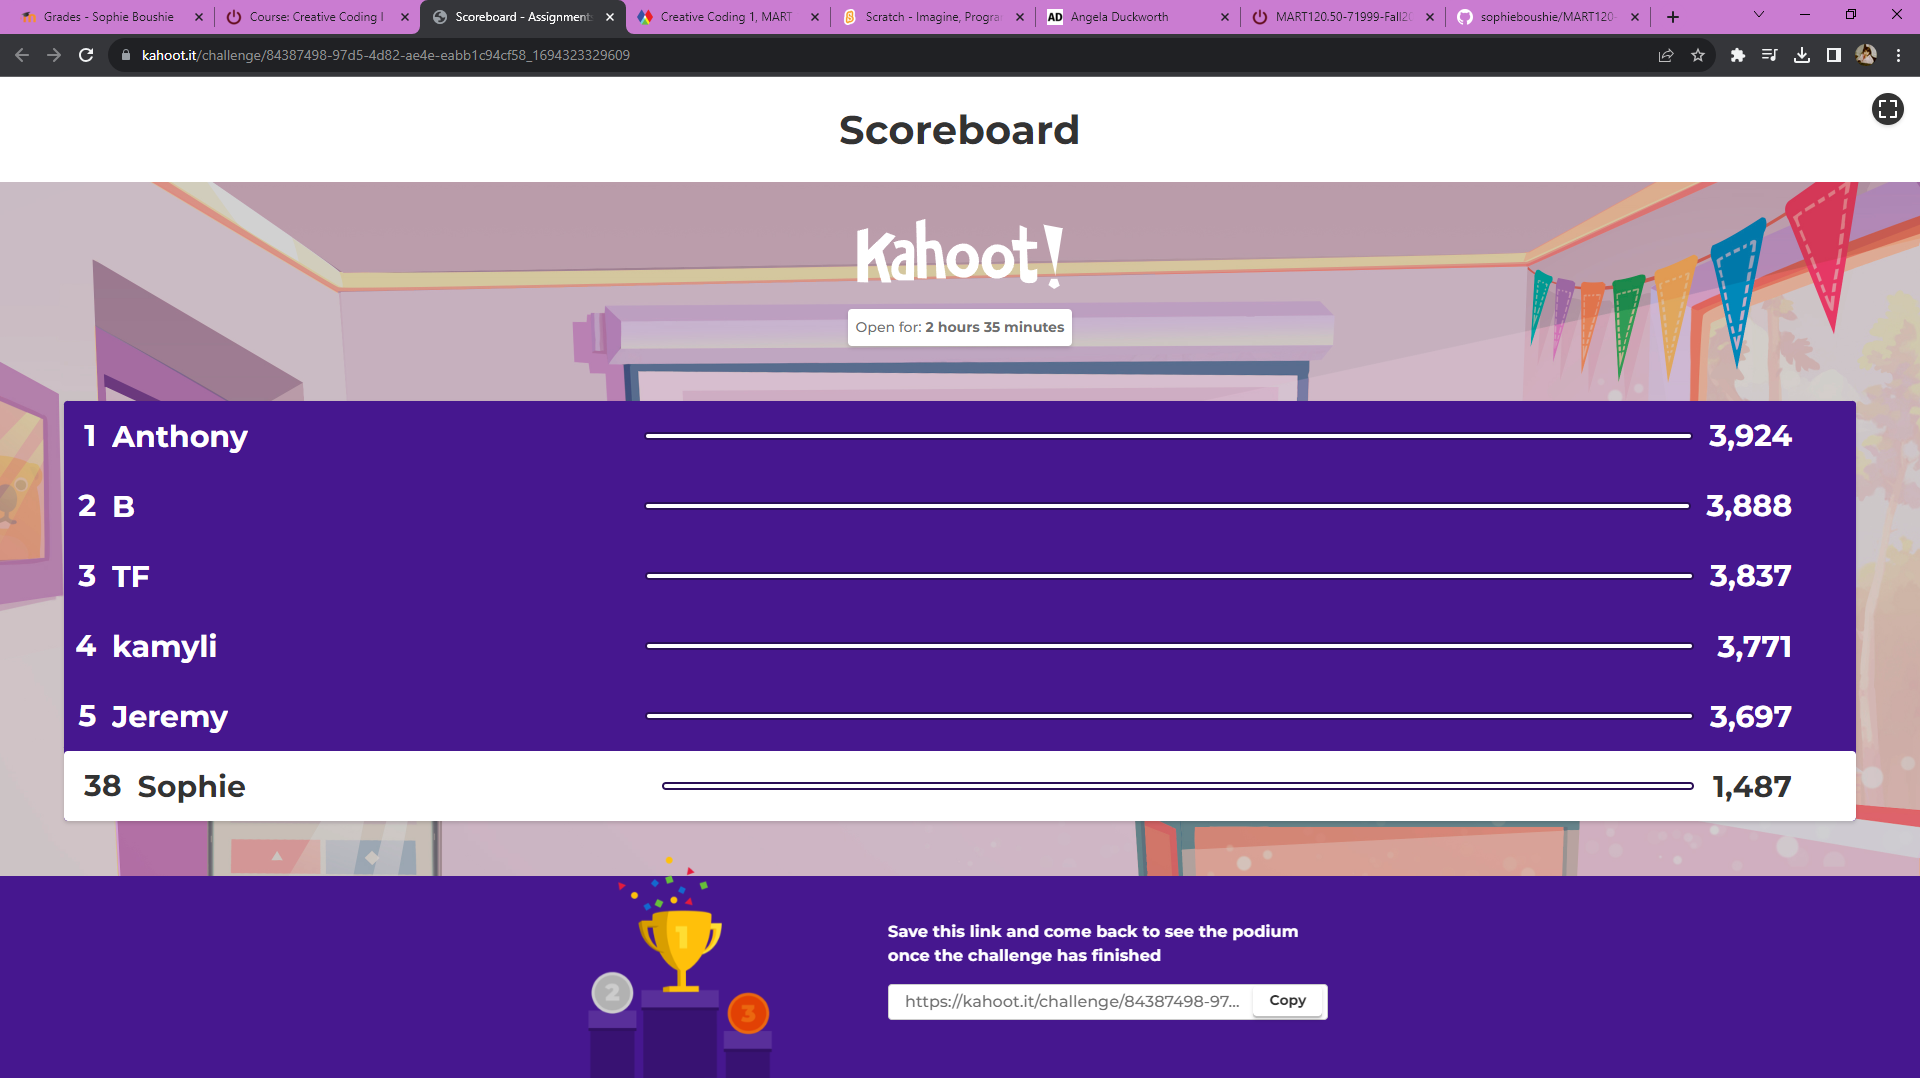 Grades - Sophie Boushie
Course: Creative Coding I
Scoreboard - Assignments
Creative Coding 1, MART
Scratch - Imagine, Progra
Angela Duckworth
MART120.50-71999-Fall20
sophieboushie/MART120-
kahoot.it/challenge/84387498-97d5-4d82-ae4e-eabb1c94cf58_1694323329609
Scoreboard
Kahoot!
Open for: 2 hours 35 minutes
1 Anthony 3,924
2 B 3,888
3 TF 3,837
4 kamyli 3,771
5 Jeremy 3,697
38 Sophie 1,487
1
2
3
Save this link and come back to see the podium
once the challenge has finished
https://kahoot.it/challenge/84387498-97... Copy